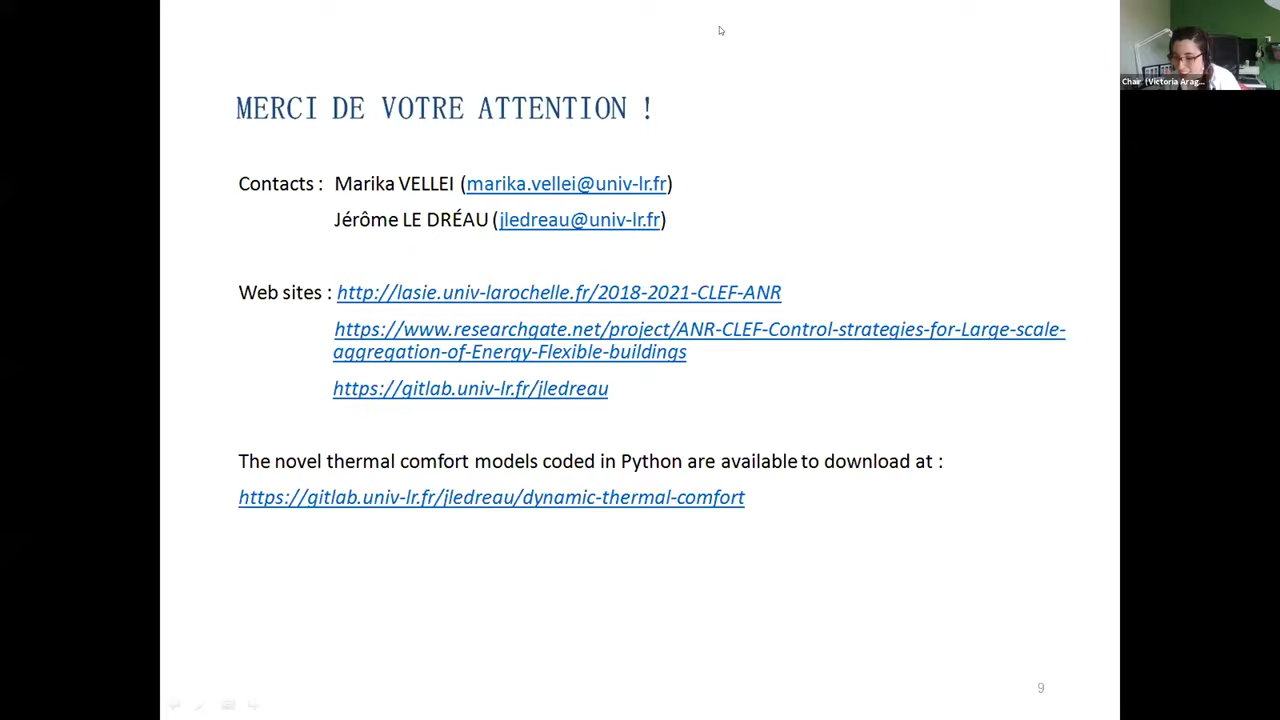 Chair (Victoria Arag...
MERCI DE VOTRE ATTENTION !
Contacts : Marika VELLEI (marika.vellei@univ-lr.fr)
Jérôme LE DRÉAU (jledreau@univ-lr.fr)
Web sites : http://lasie.univ-larochelle.fr/2018-2021-CLEF-ANR
https://www.researchgate.net/project/ANR-CLEF-Control-strategies-for-Large-scale-
aggregation-of-Energy-Flexible-buildings
https://gitlab.univ-lr.fr/jledreau
The novel thermal comfort models coded in Python are available to download at :
https://gitlab.univ-lr.fr/jledreau/dynamic-thermal-comfort
9